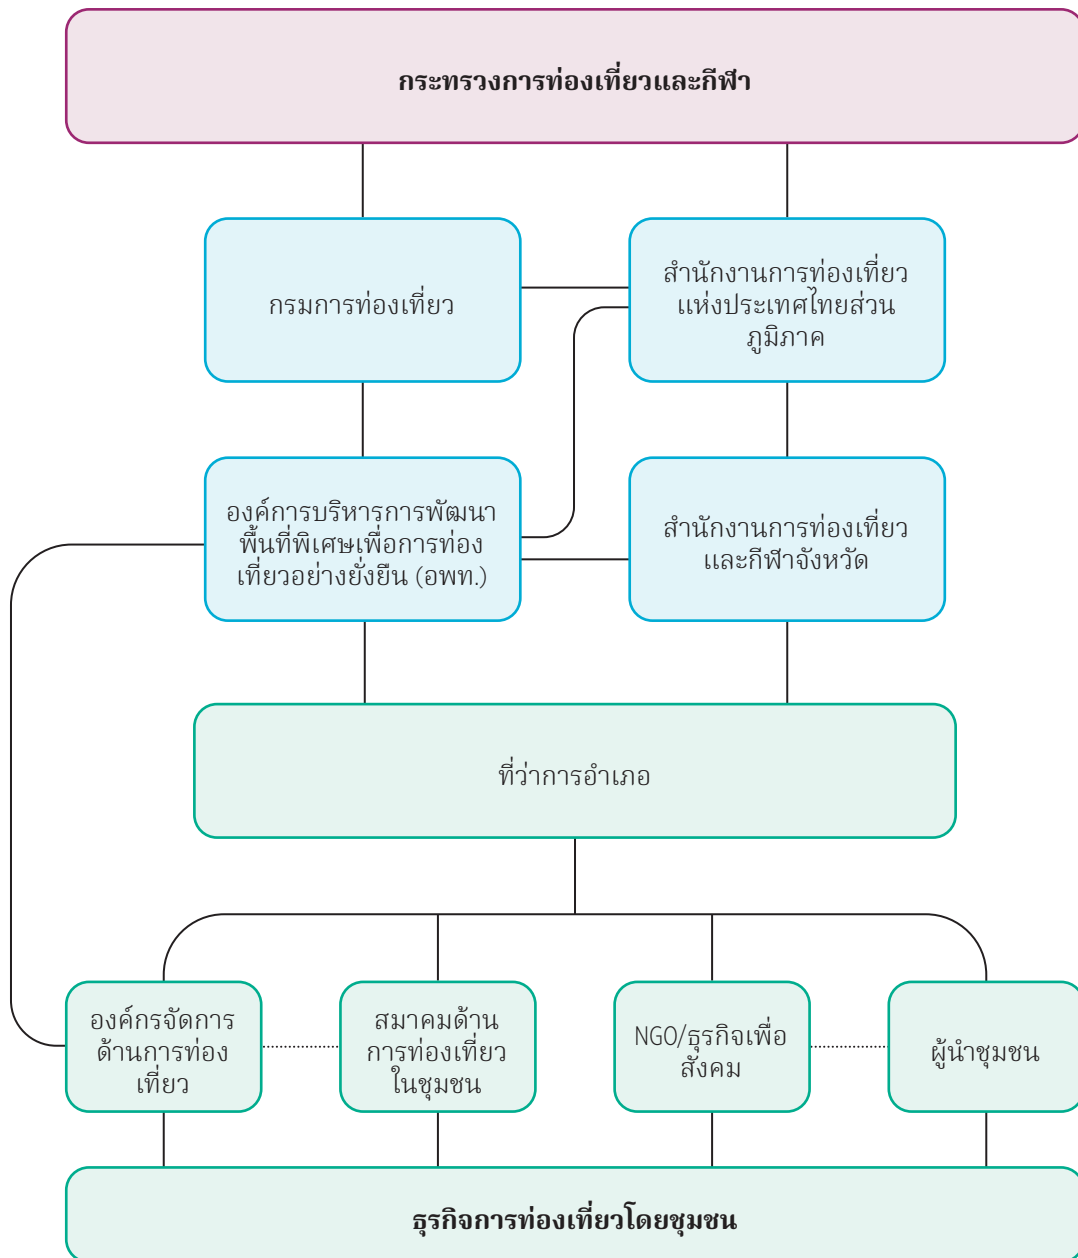 กระทรวงการท่องเที่ยวและกีฬา
กรมการท่องเที่ยว
สำนักงานการท่องเที่ยว
แห่งประเทศไทยส่วน
ภูมิภาค
องค์การบริหารการพัฒนา
พื้นที่พิเศษเพื่อการท่อง
เที่ยวอย่างยั่งยืน (อพท.)
สำนักงานการท่องเที่ยว
และกีฬาจังหวัด
ที่ว่าการอำเภอ
องค์กรจัดการ
ด้านการท่อง
เที่ยว
สมาคมด้าน
การท่องเที่ยว
ในชุมชน
NGO/ธุรกิจเพื่อ
สังคม
ผู้นำชุมชน
ธุรกิจการท่องเที่ยวโดยชุมชน